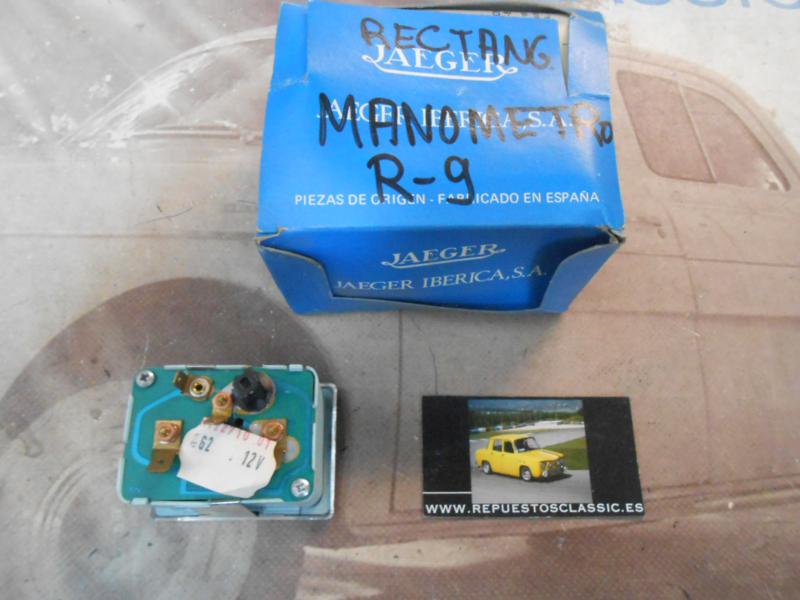 RECTANG.
JAEGER
MANOMETRO
JAEGER IBERICA, S.A.
R-9
PIEZAS DE ORIGEN - FABRICADO EN ESPAÑA
JAEGER
JAEGER IBERICA, S.A.
62 12V
WWW.REPUESTOSCLASSIC.ES